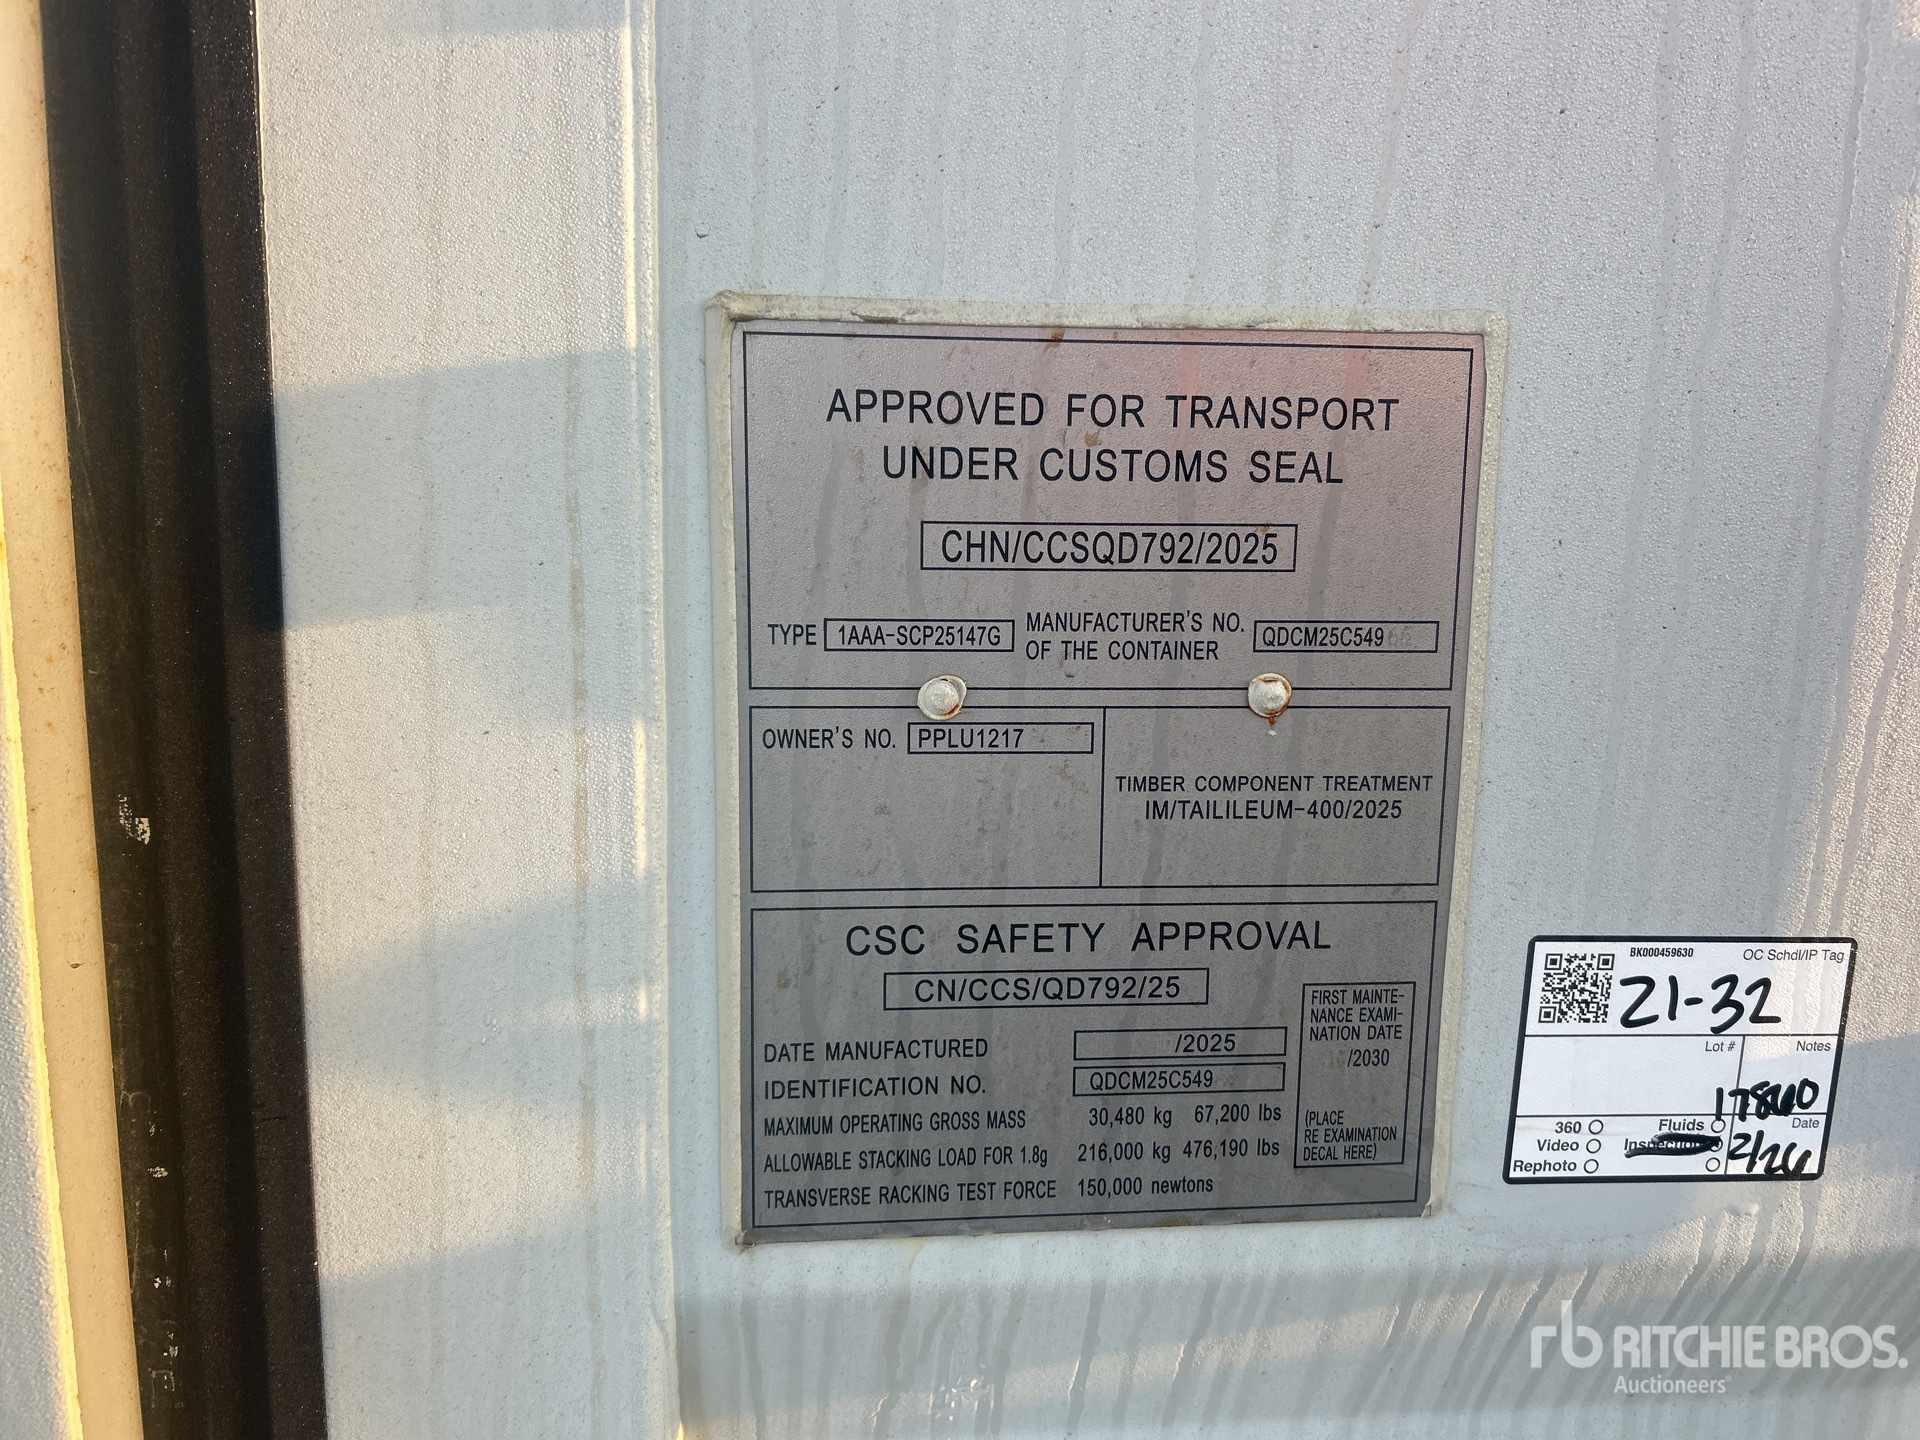 APPROVED FOR TRANSPORT
UNDER CUSTOMS SEAL
CHN/CCSQD792/2025
TYPE 1AAA-SCP25147G
MANUFACTURER'S NO.
OF THE CONTAINER
QDCM25C549
OWNER'S NO. PPLU1217
TIMBER COMPONENT TREATMENT
IM/TAILILEUM-400/2025
CSC SAFETY APPROVAL
CN/CCS/QD792/25
DATE MANUFACTURED /2025
IDENTIFICATION NO. QDCM25C549
MAXIMUM OPERATING GROSS MASS 30,480 kg 67,200 lbs
ALLOWABLE STACKING LOAD FOR 1.8g 216,000 kg 476,190 lbs
TRANSVERSE RACKING TEST FORCE 150,000 newtons
FIRST MAINTE-
NANCE EXAMI-
NATION DATE
/2030
(PLACE
RE EXAMINATION
DECAL HERE)
BK000459630 OC Schdl/IP Tag
21-32
Lot # Notes
360
Video
Rephoto
Fluids
Inspection
Date
2/26
rb RITCHIE BROS.
Auctioneers